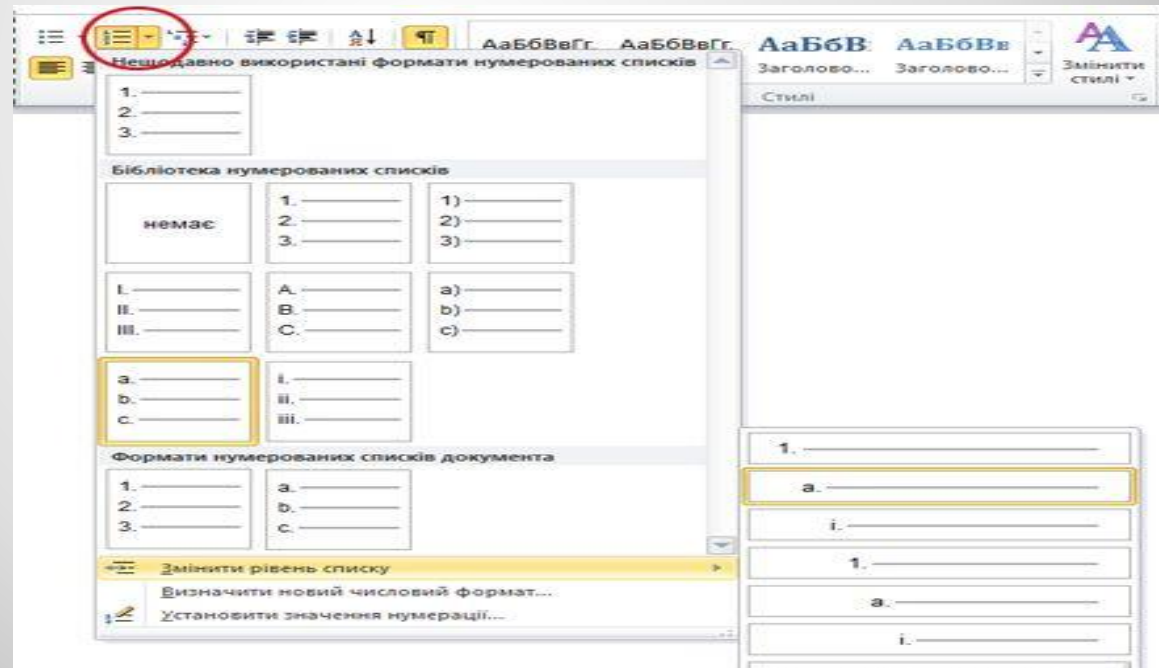 АаБбВвГг АаБбВвГг АаБбВ АаБбВв
Заголово... Заголово... Змінити стилі
Стилі
Нещодавно використані формати нумерованих списків
1.
2.
3.
Бібліотека нумерованих списків
немає
1.
2.
3.
1)
2)
3)
I.
II.
III.
A.
B.
C.
a)
b)
c)
a.
b.
c.
i.
ii.
iii.
Формати нумерованих списків документа
1.
2.
3.
a.
b.
c.
Змінити рівень списку
Визначити новий числовий формат...
Установити значення нумерації...
1.
a.
i.
1.
a.
i.